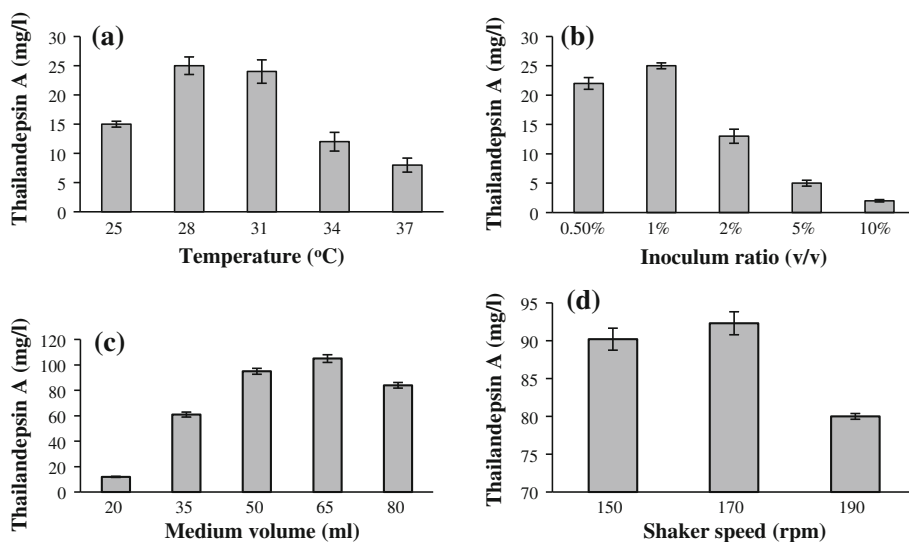 (a)
Thailandepsin A (mg/l)
30
25
20
15
10
5
0
25 28 31 34 37
Temperature (ºC)
(b)
Thailandepsin A (mg/l)
30
25
20
15
10
5
0
0.50% 1% 2% 5% 10%
Inoculum ratio (v/v)
(c)
Thailandepsin A (mg/l)
120
100
80
60
40
20
0
20 35 50 65 80
Medium volume (ml)
(d)
Thailandepsin A (mg/l)
95
90
85
80
75
70
150 170 190
Shaker speed (rpm)